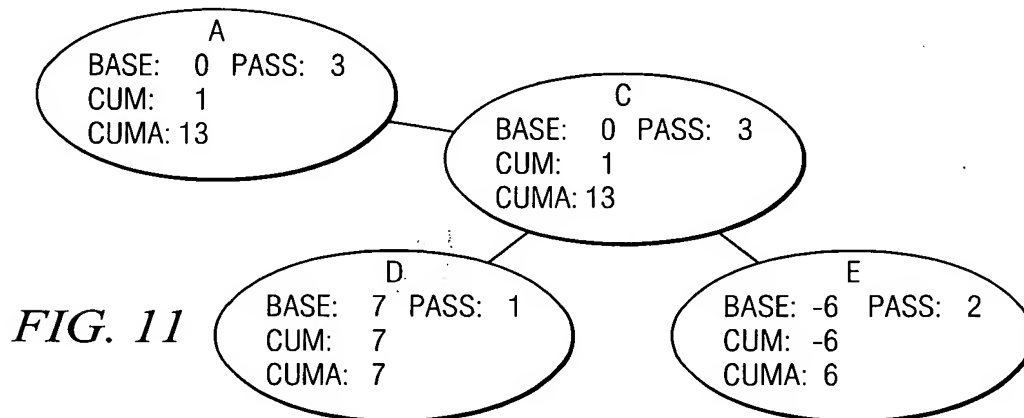 A
BASE: 0 PASS: 3
CUM: 1
CUMA: 13
C
BASE: 0 PASS: 3
CUM: 1
CUMA: 13
D
BASE: 7 PASS: 1
CUM: 7
CUMA: 7
E
BASE: -6 PASS: 2
CUM: -6
CUMA: 6
FIG. 11